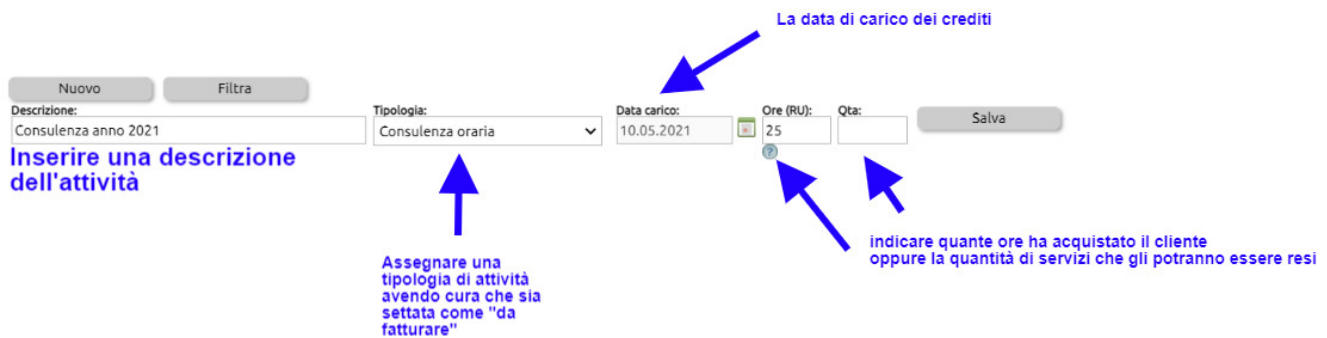 La data di carico dei crediti
Nuovo
Filtra
Descrizione:
Tipologia:
Data carico:
Ore (RU):
Qta:
Consulenza anno 2021
Consulenza oraria
10.05.2021
25
Salva
?
Inserire una descrizione
dell'attività
indicare quante ore ha acquistato il cliente
oppure la quantità di servizi che gli potranno essere resi
Assegnare una
tipologia di attività
avendo cura che sia
settata come "da
fatturare"